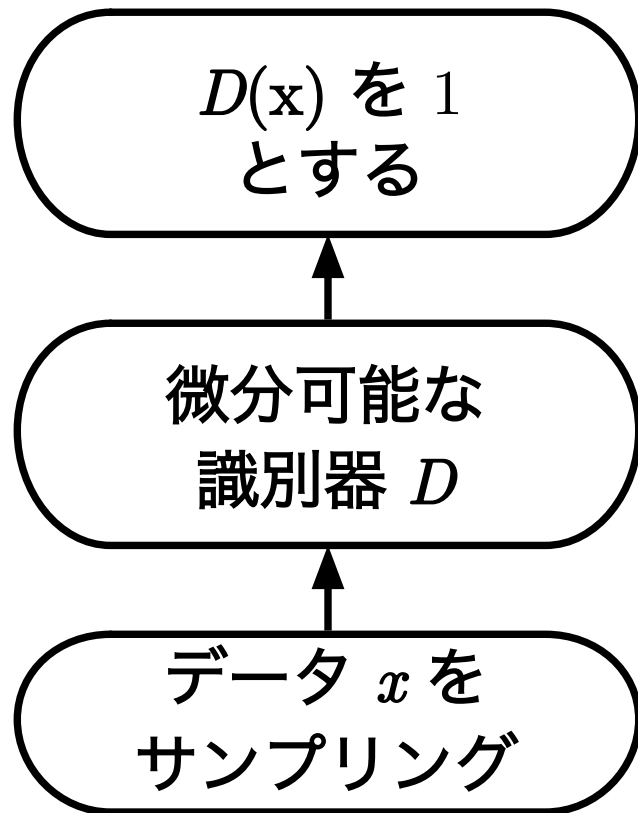 D(x) を 1
とする
微分可能な
識別器 D
データ x を
サンプリング